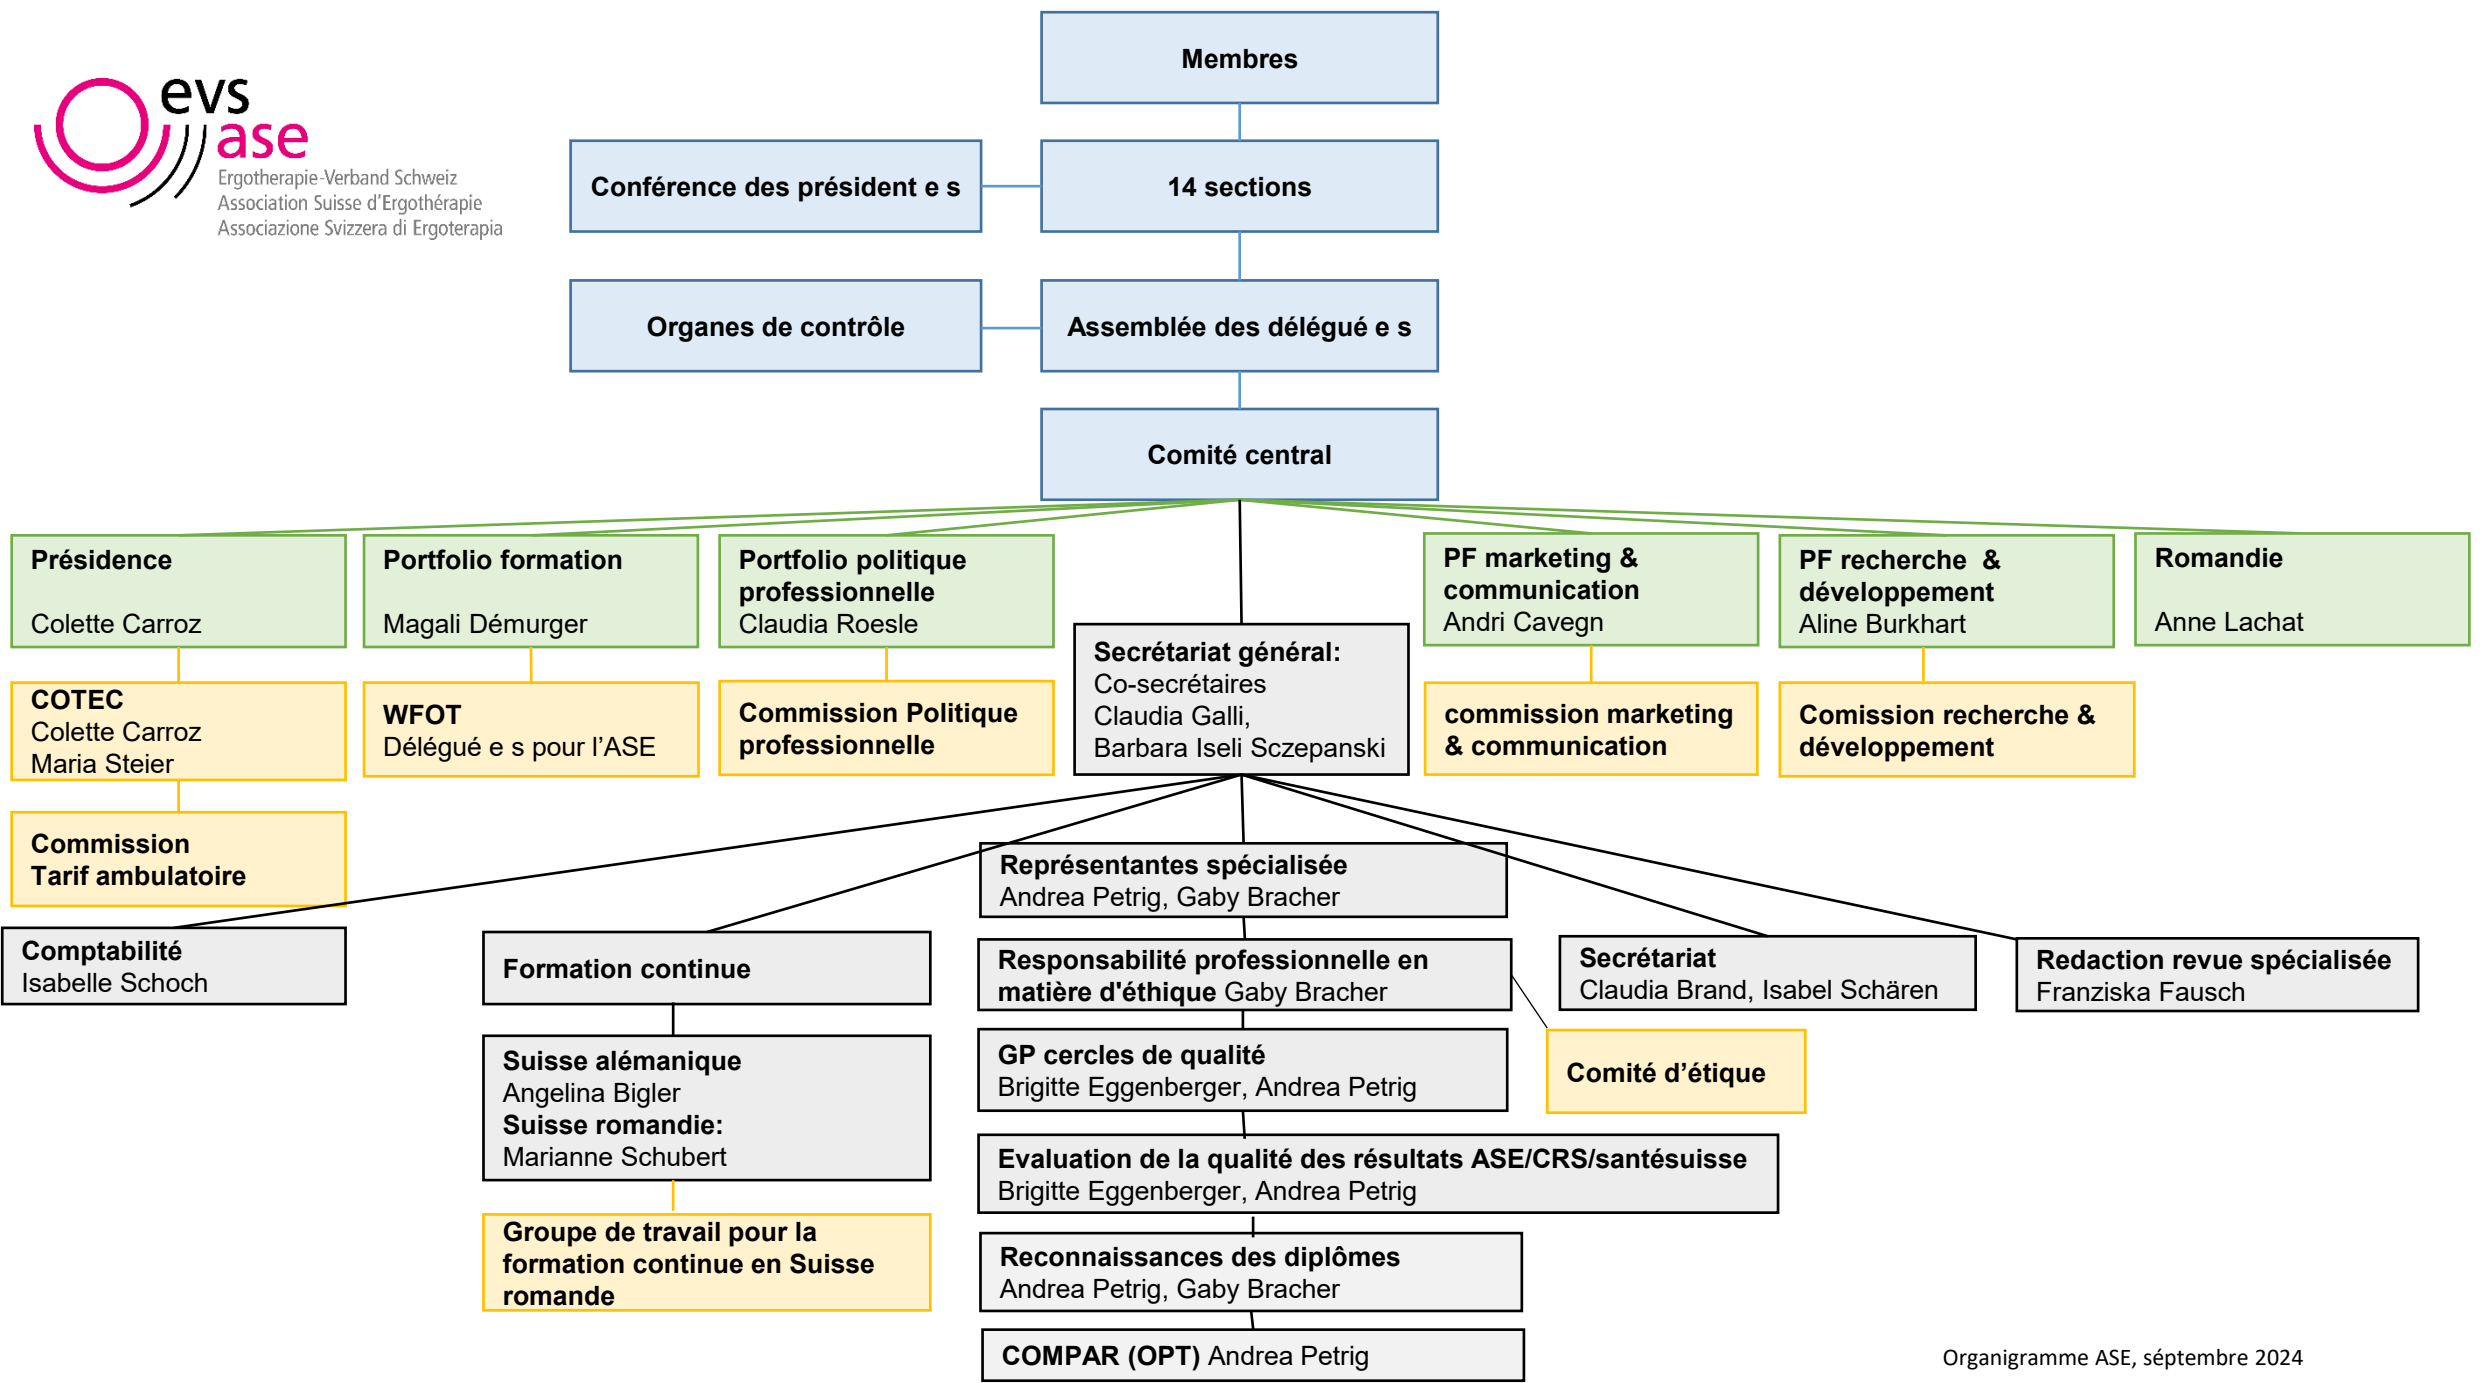 Membres
evs
ase
Ergotherapie-Verband Schweiz
Association Suisse d'Ergothérapie
Associazione Svizzera di Ergoterapia
Conférence des président e s
14 sections
Organes de contrôle
Assemblée des délégué e s
Comité central
Présidence
Colette Carroz
Portfolio formation
Magali Démurger
Portfolio politique
professionnelle
Claudia Roesle
PF marketing &
communication
Andri Cavegn
PF recherche  &
développement
Aline Burkhart
Romandie
Anne Lachat
Secrétariat général:
Co-secrétaires
Claudia Galli,
Barbara Iseli Sczepanski
COTEC
Colette Carroz
Maria Steier
WFOT
Délégué e s pour l'ASE
Commission Politique
professionnelle
commission marketing
& communication
Comission recherche &
développement
Commission
Tarif ambulatoire
Représentantes spécialisée
Andrea Petrig, Gaby Bracher
Comptabilité
Isabelle Schoch
Formation continue
Responsabilité professionnelle en
matière d'éthique Gaby Bracher
Secrétariat
Claudia Brand, Isabel Schären
Redaction revue spécialisée
Franziska Fausch
Suisse alémanique
Angelina Bigler
Suisse romandie:
Marianne Schubert
GP cercles de qualité
Brigitte Eggenberger, Andrea Petrig
Comité d'étique
Evaluation de la qualité des résultats ASE/CRS/santésuisse
Brigitte Eggenberger, Andrea Petrig
Groupe de travail pour la
formation continue en Suisse
romande
Reconnaissances des diplômes
Andrea Petrig, Gaby Bracher
COMPAR (OPT) Andrea Petrig
Organigramme ASE, séptembre 2024